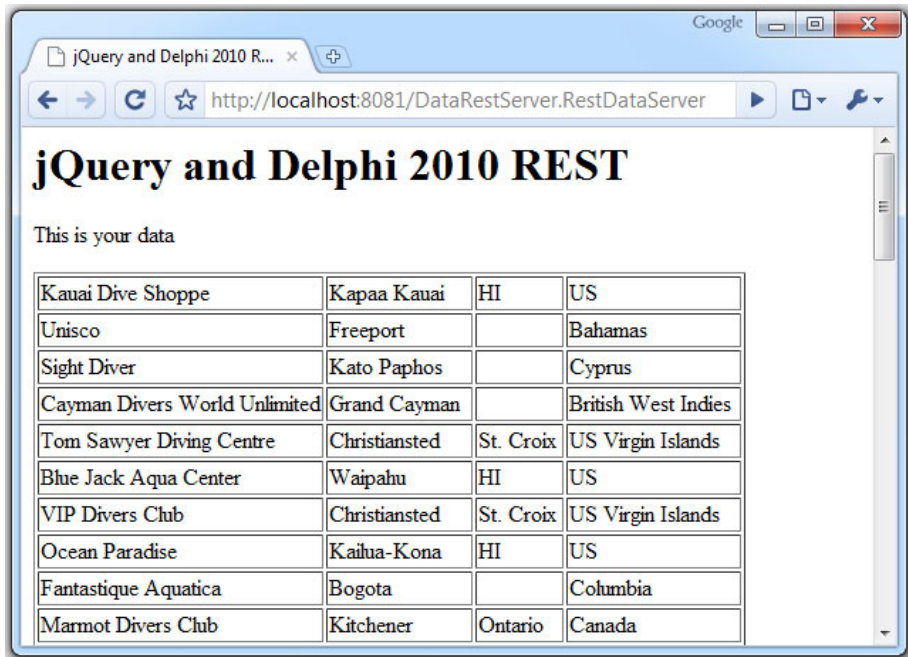 Google
jQuery and Delphi 2010 R...
http://localhost:8081/DataRestServer.RestDataServer
jQuery and Delphi 2010 REST
This is your data
Kauai Dive Shoppe Kapaa Kauai HI US
Unisco Freeport Bahamas
Sight Diver Kato Paphos Cyprus
Cayman Divers World Unlimited Grand Cayman British West Indies
Tom Sawyer Diving Centre Christiansted St. Croix US Virgin Islands
Blue Jack Aqua Center Waipahu HI US
VIP Divers Club Christiansted St. Croix US Virgin Islands
Ocean Paradise Kailua-Kona HI US
Fantastique Aquatica Bogota Columbia
Marmot Divers Club Kitchener Ontario Canada